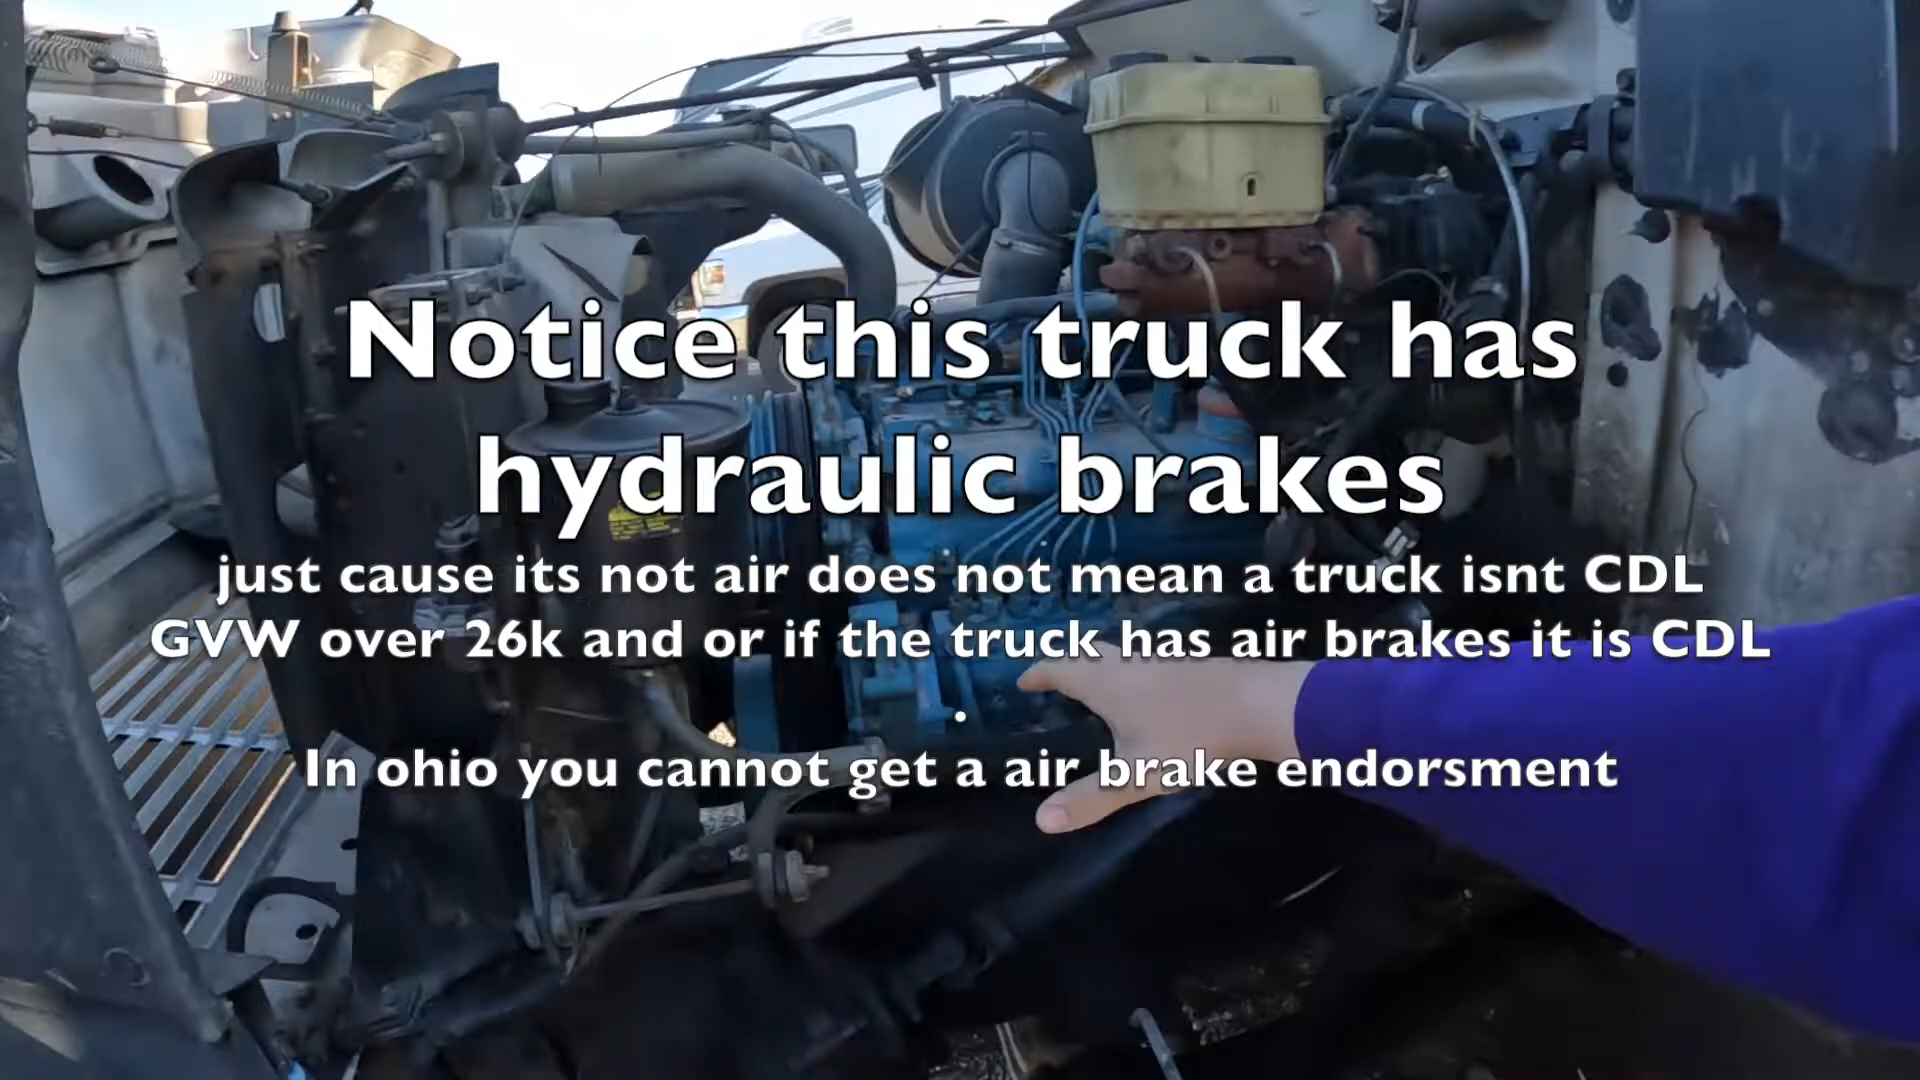 Notice this truck has
hydraulic brakes
just cause its not air does not mean a truck isnt CDL
GVW over 26k and or if the truck has air brakes it is CDL
.
In ohio you cannot get a air brake endorsment